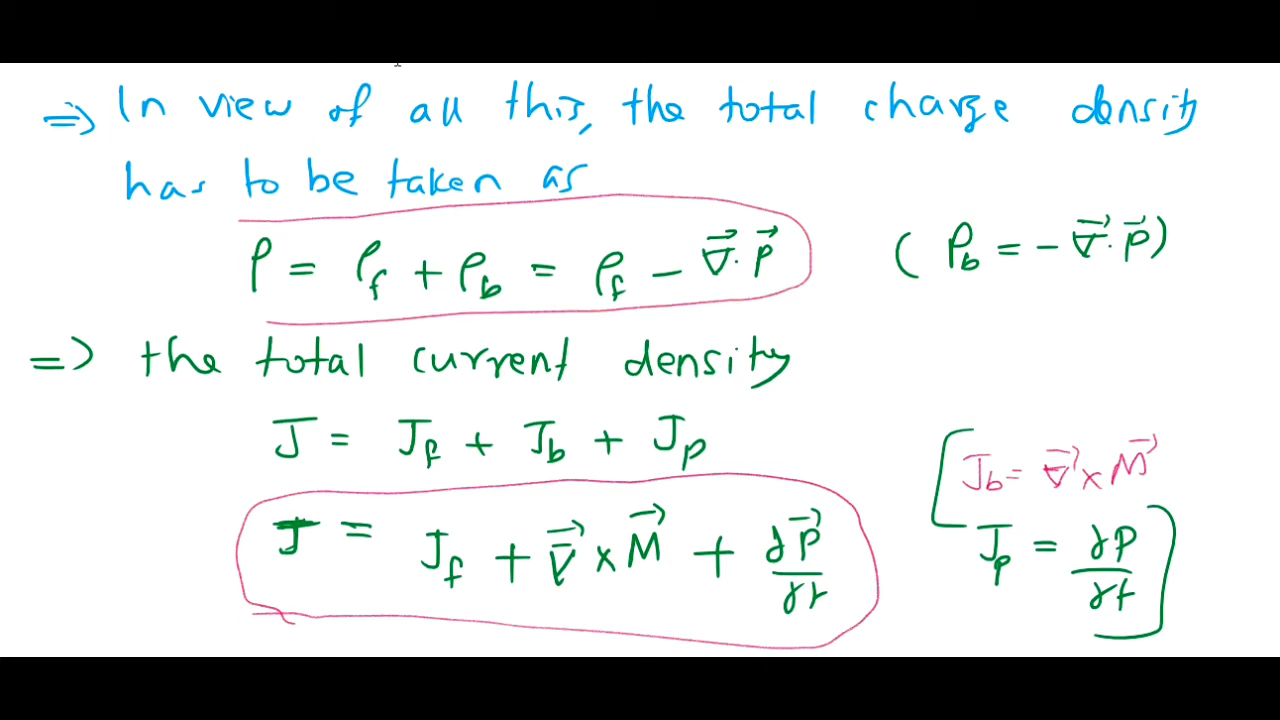 ⇒ In view of all this, the total charge density
has to be taken as
ρ = ρ_f + ρ_b = ρ_f − ∇⃗·P⃗ (ρ_b = − ∇⃗·P⃗)
⇒ the total current density
J = J_f + J_b + J_p
[J_b = ∇⃗ × M⃗
J = J_f + ∇⃗ × M⃗ + ∂P⃗/∂t
J_p = ∂P/∂t]